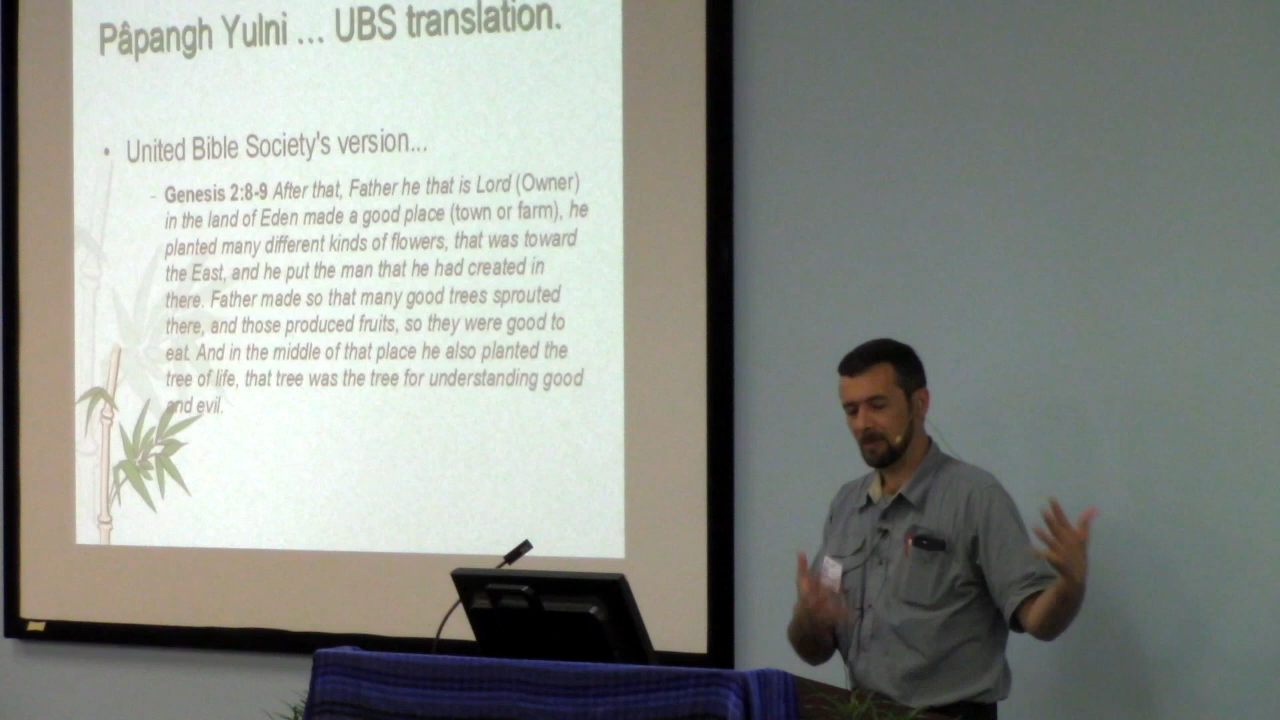 Pâpangh Yulni ... UBS translation.
• United Bible Society's version...
- Genesis 2:8-9 After that, Father he that is Lord (Owner)
in the land of Eden made a good place (town or farm), he
planted many different kinds of flowers, that was toward
the East, and he put the man that he had created in
there. Father made so that many good trees sprouted
there, and those produced fruits, so they were good to
eat. And in the middle of that place he also planted the
tree of life, that tree was the tree for understanding good
and evil.